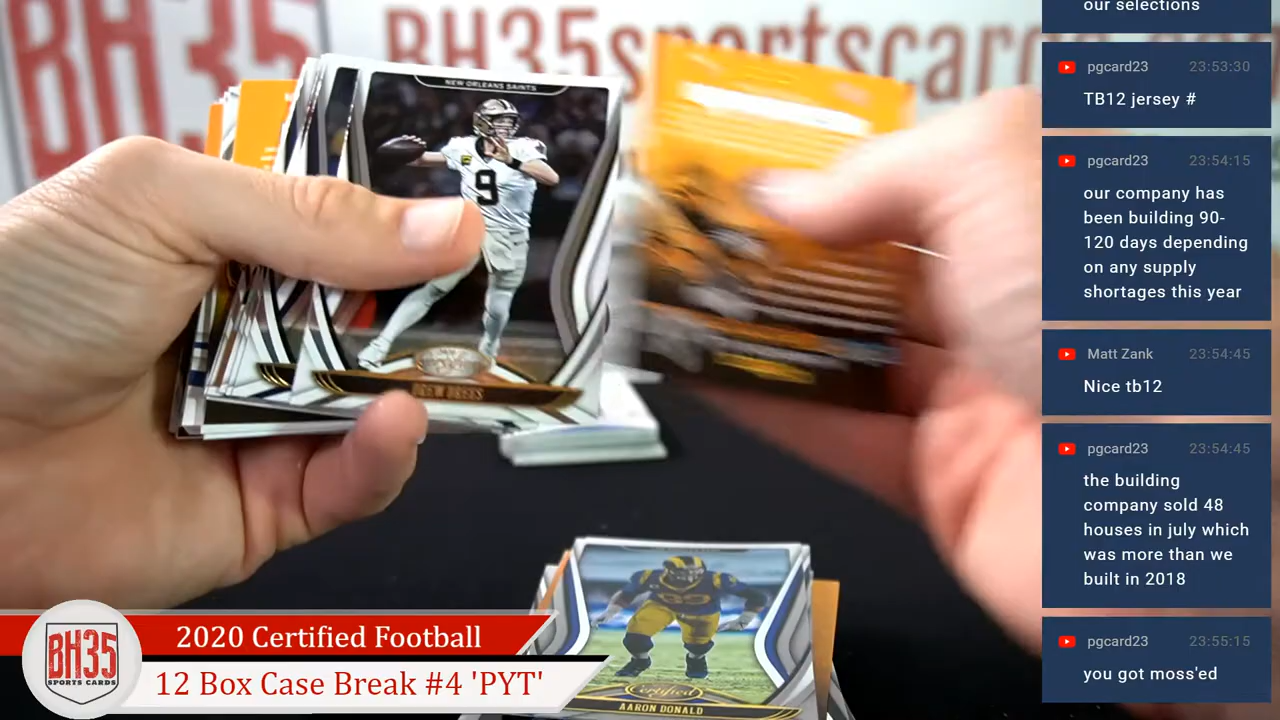 BH35
BH35sportscards.com
NEW ORLEANS SAINTS
9
DREW BREES
Certified
AARON DONALD
BH35
SPORTS CARDS
2020 Certified Football
12 Box Case Break #4 'PYT'
our selections
pgcard23 23:53:30
TB12 jersey #
pgcard23 23:54:15
our company has
been building 90-
120 days depending
on any supply
shortages this year
Matt Zank 23:54:45
Nice tb12
pgcard23 23:54:45
the building
company sold 48
houses in july which
was more than we
built in 2018
pgcard23 23:55:15
you got moss'ed